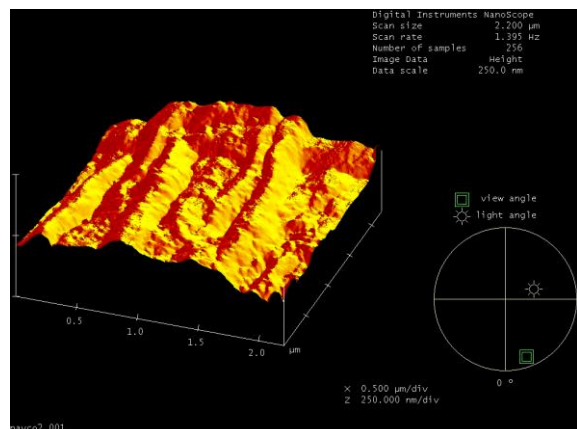 Digital Instruments NanoScope
Scan size 2.200 µm
Scan rate 1.395 Hz
Number of samples 256
Image Data Height
Data scale 250.0 nm
view angle
light angle
0.5
1.0
1.5
2.0
µm
0 °
X 0.500 µm/div
Z 250.000 nm/div